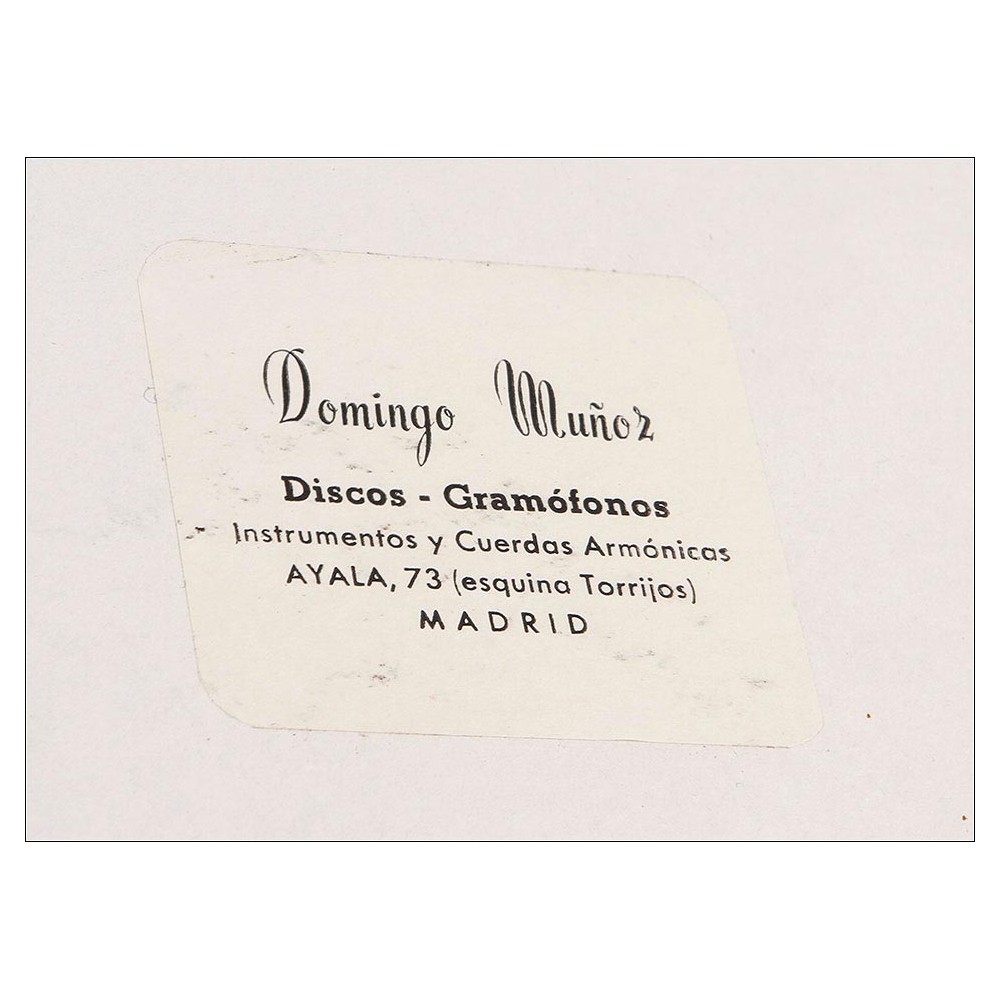 Domingo Muñoz
Discos - Gramófonos
Instrumentos y Cuerdas Armónicas
AYALA, 73 (esquina Torrijos)
MADRID